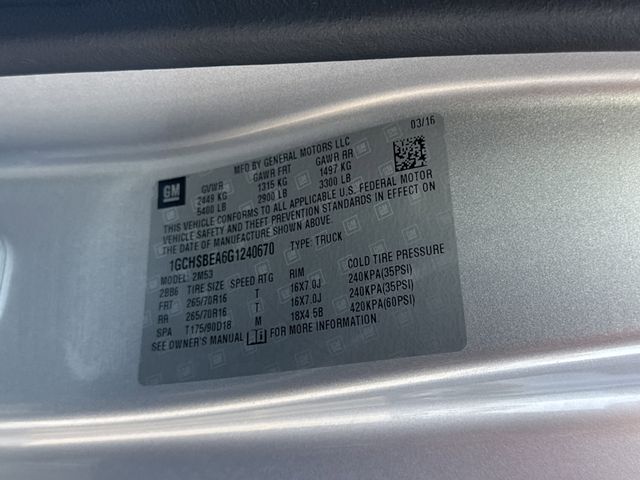 03/16
MFD BY GENERAL MOTORS LLC
GM
GVWR GAWR FRT GAWR RR
2449 KG 1315 KG 1497 KG
5400 LB 2900 LB 3300 LB
THIS VEHICLE CONFORMS TO ALL APPLICABLE U.S. FEDERAL MOTOR
VEHICLE SAFETY AND THEFT PREVENTION STANDARDS IN EFFECT ON
THE DATE OF MANUFACTURE SHOWN ABOVE.
1GCHSBEA6G1240670 TYPE: TRUCK
MODEL: 2M53
2BB6 TIRE SIZE SPEED RTG RIM COLD TIRE PRESSURE
FRT 265/70R16 T 16X7.0J 240KPA(35PSI)
RR 265/70R16 T 16X7.0J 240KPA(35PSI)
SPA T175/90D18 M 18X4.5B 420KPA(60PSI)
SEE OWNER'S MANUAL FOR MORE INFORMATION.